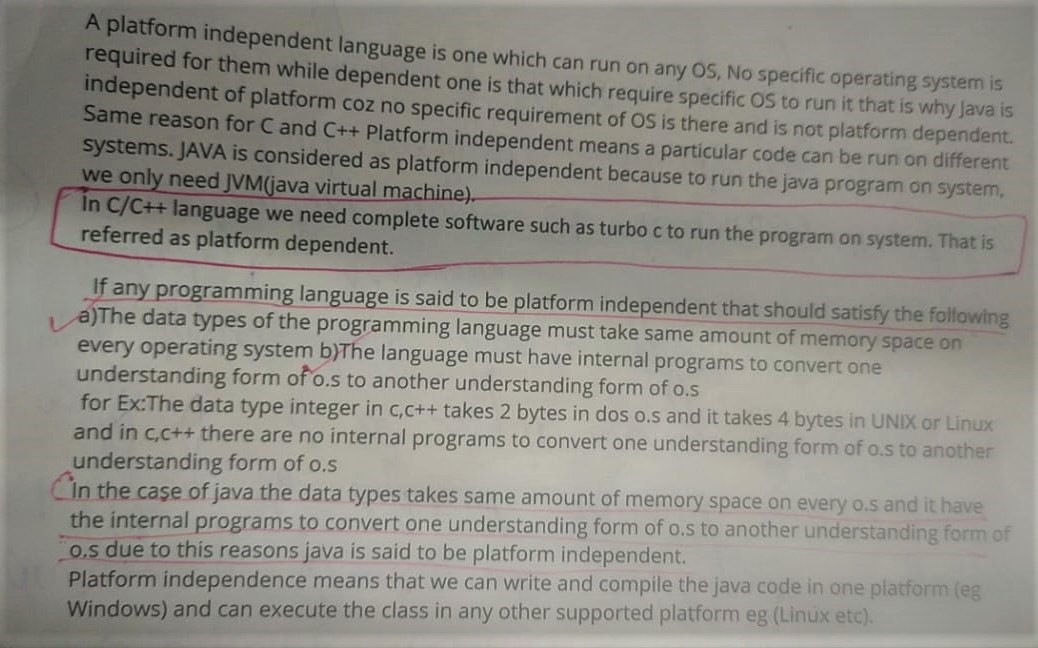 A platform independent language is one which can run on any OS, No specific operating system is
required for them while dependent one is that which require specific OS to run it that is why Java is
independent of platform coz no specific requirement of OS is there and is not platform dependent.
Same reason for C and C++ Platform independent means a particular code can be run on different
systems. JAVA is considered as platform independent because to run the java program on system,
we only need JVM(java virtual machine).
In C/C++ language we need complete software such as turbo c to run the program on system. That is
referred as platform dependent.
If any programming language is said to be platform independent that should satisfy the following
a)The data types of the programming language must take same amount of memory space on
every operating system b)The language must have internal programs to convert one
understanding form of o.s to another understanding form of o.s
for Ex:The data type integer in c,c++ takes 2 bytes in dos o.s and it takes 4 bytes in UNIX or Linux
and in c,c++ there are no internal programs to convert one understanding form of o.s to another
understanding form of o.s
In the case of java the data types takes same amount of memory space on every o.s and it have
the internal programs to convert one understanding form of o.s to another understanding form of
o.s due to this reasons java is said to be platform independent.
Platform independence means that we can write and compile the java code in one platform (eg
Windows) and can execute the class in any other supported platform eg (Linux etc).